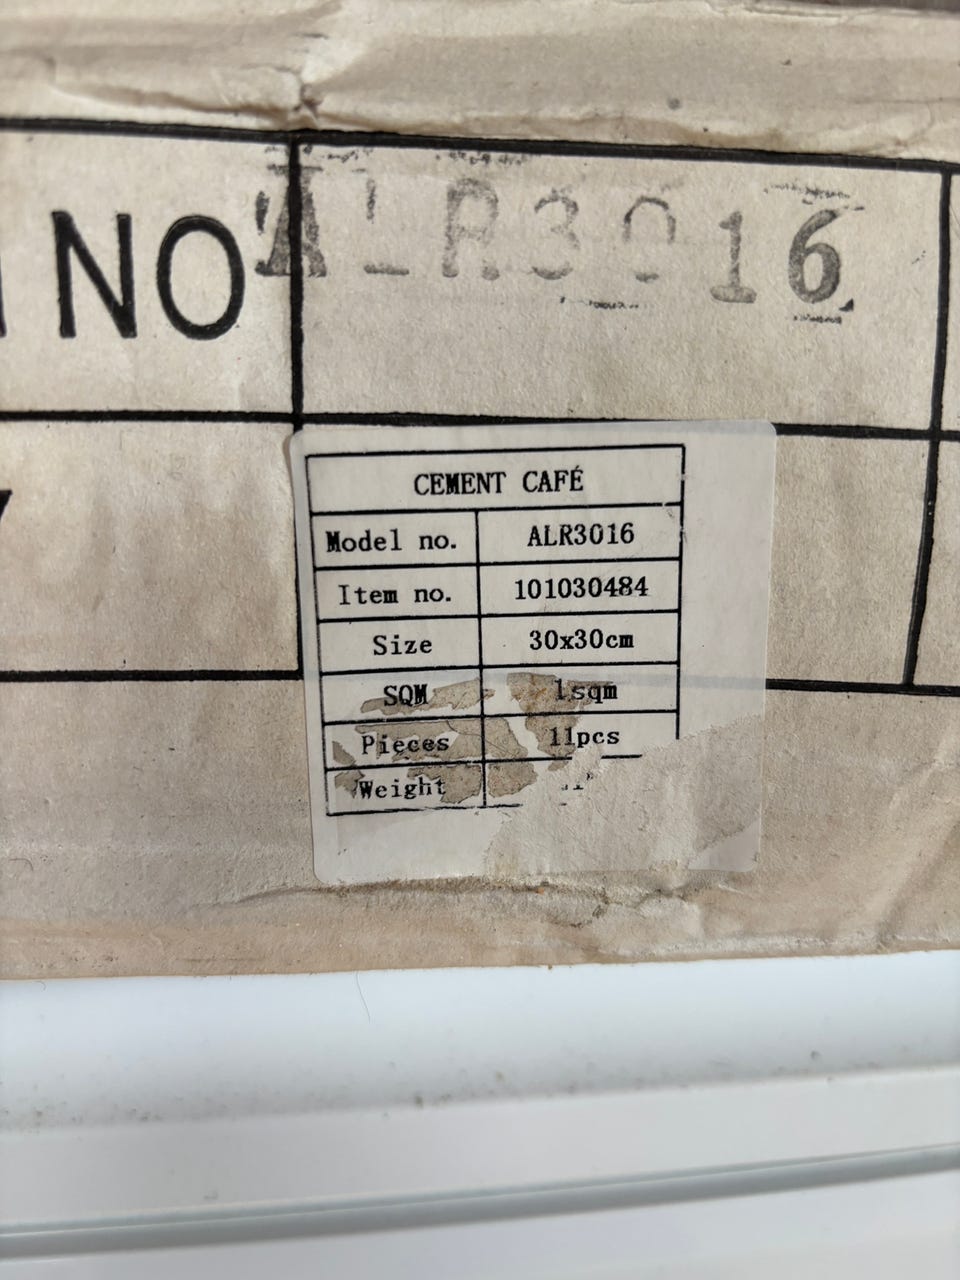 NO ALR3016
CEMENT CAFÉ
Model no. ALR3016
Item no. 101030484
Size 30x30cm
SQM 1sqm
Pieces 11pcs
Weight